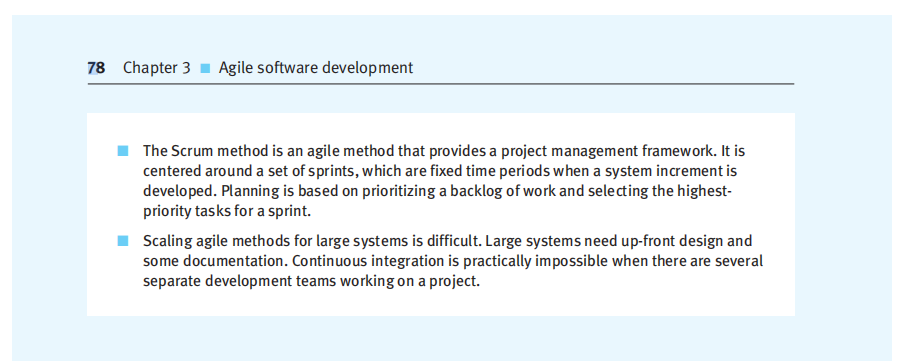 78 Chapter 3 ■ Agile software development
■ The Scrum method is an agile method that provides a project management framework. It is
centered around a set of sprints, which are fixed time periods when a system increment is
developed. Planning is based on prioritizing a backlog of work and selecting the highest-
priority tasks for a sprint.
■ Scaling agile methods for large systems is difficult. Large systems need up-front design and
some documentation. Continuous integration is practically impossible when there are several
separate development teams working on a project.